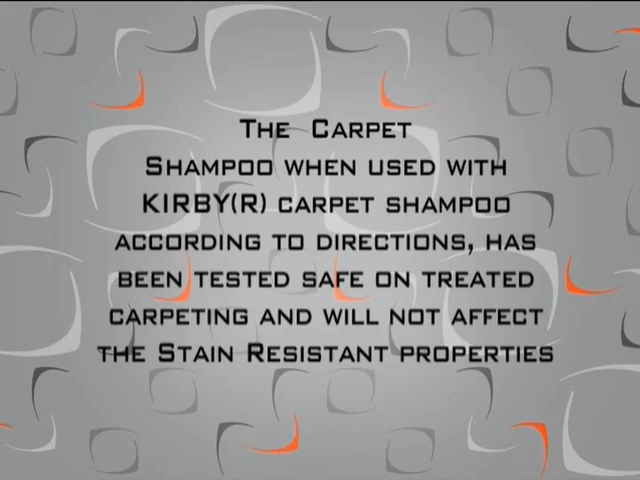 The Carpet
Shampoo when used with
KIRBY(R) carpet shampoo
according to directions, has
been tested safe on treated
carpeting and will not affect
the Stain Resistant properties